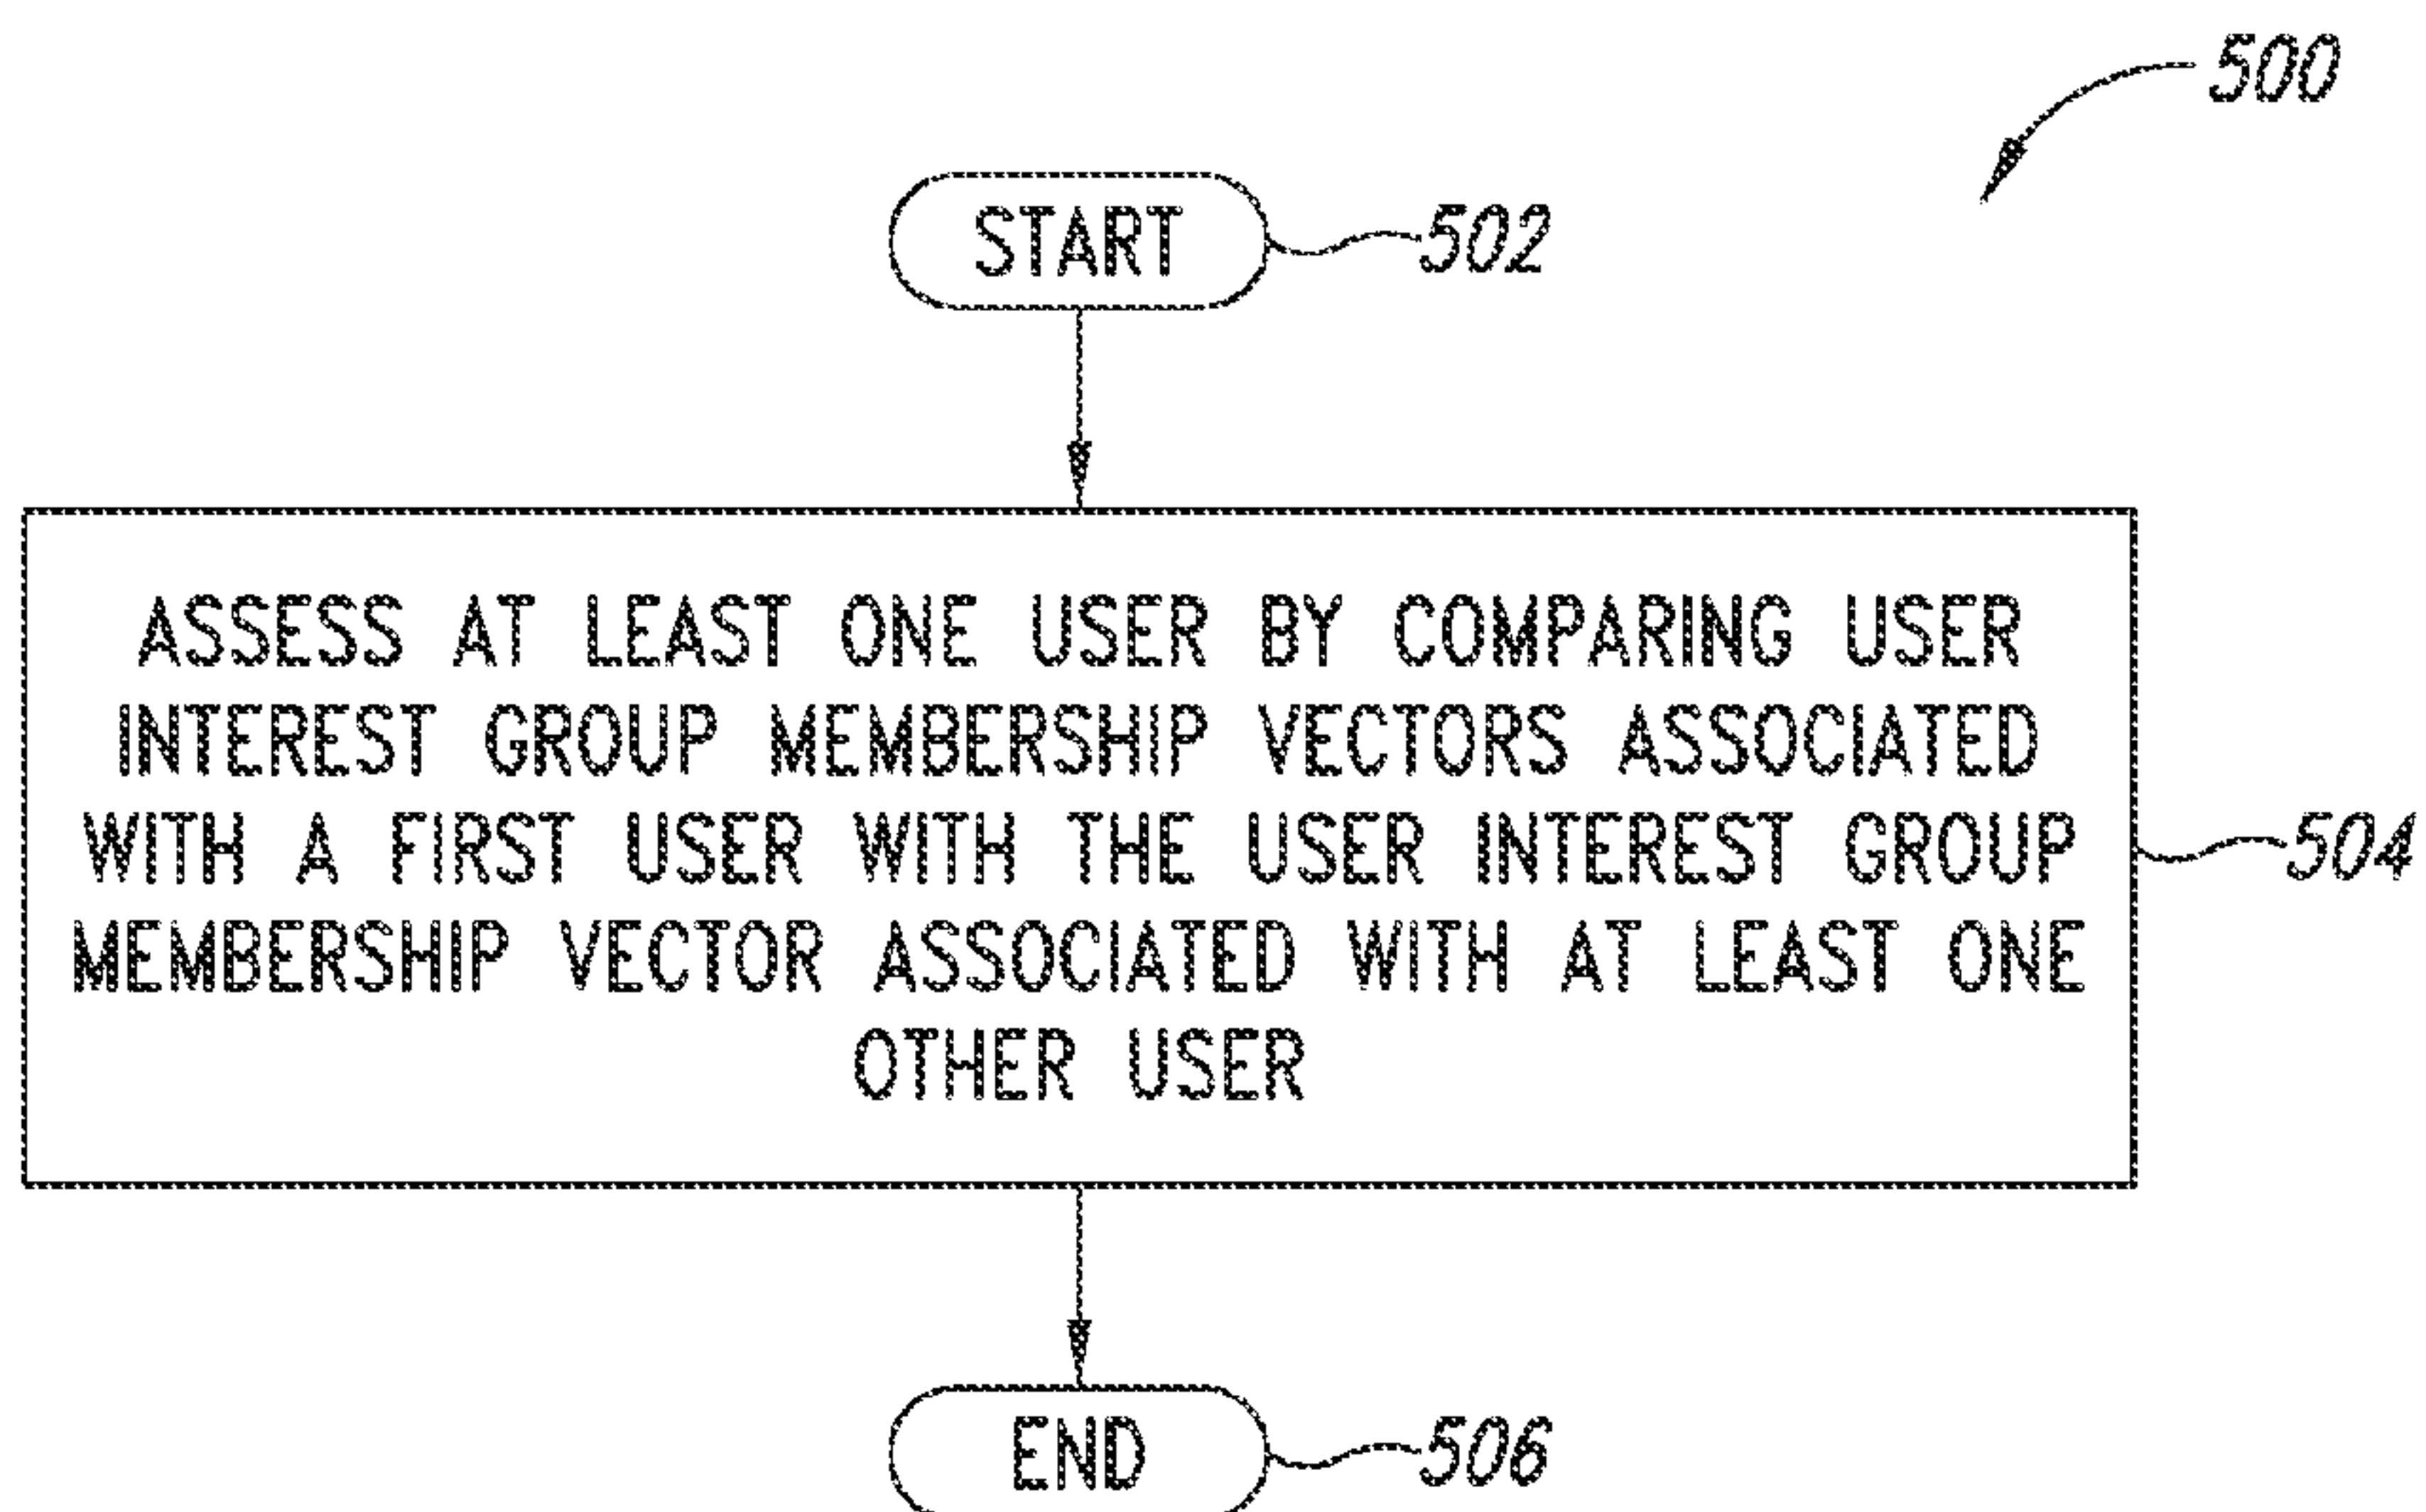 500
START
502
ASSESS AT LEAST ONE USER BY COMPARING USER
INTEREST GROUP MEMBERSHIP VECTORS ASSOCIATED
WITH A FIRST USER WITH THE USER INTEREST GROUP
MEMBERSHIP VECTOR ASSOCIATED WITH AT LEAST ONE
OTHER USER
504
END
506